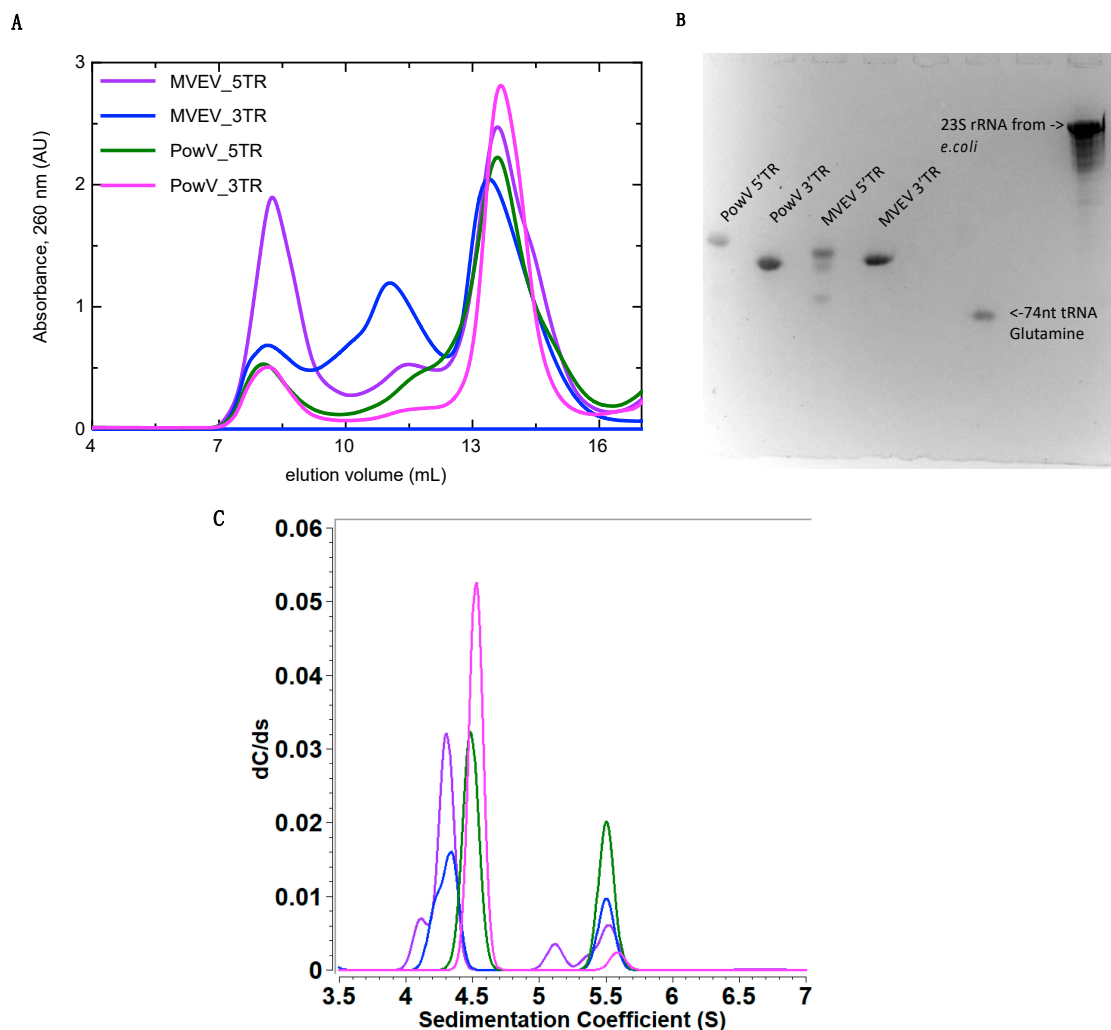 A
3
2
1
0
Absorbance, 260 nm (AU)
MVEV_5TR
MVEV_3TR
PowV_5TR
PowV_3TR
4
7
10
13
16
elution volume (mL)
B
PowV 5'TR
PowV 3'TR
MVEV 5'TR
MVEV 3'TR
23S rRNA from ->
e.coli
<-74nt tRNA
Glutamine
C
0.06
0.05
0.04
0.03
0.02
0.01
0
dC/ds
3.5
4
4.5
5
5.5
6
6.5
7
Sedimentation Coefficient (S)